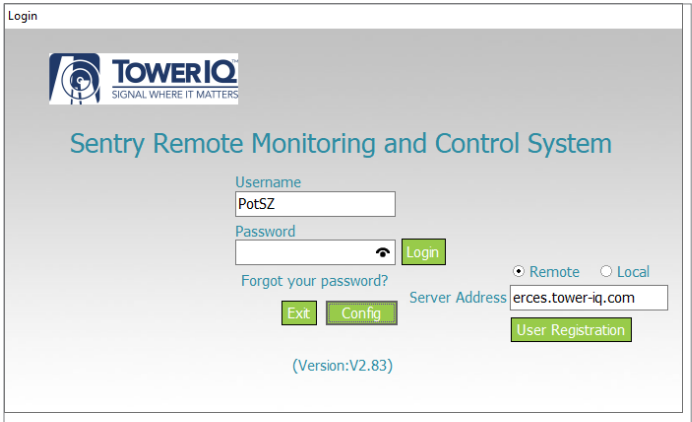 Login
TOWERIQ™
SIGNAL WHERE IT MATTERS
Sentry Remote Monitoring and Control System
Username
PotSZ
Password
Login
Forgot your password?
Remote Local
Server Address erces.tower-iq.com
Exit Config
User Registration
(Version:V2.83)